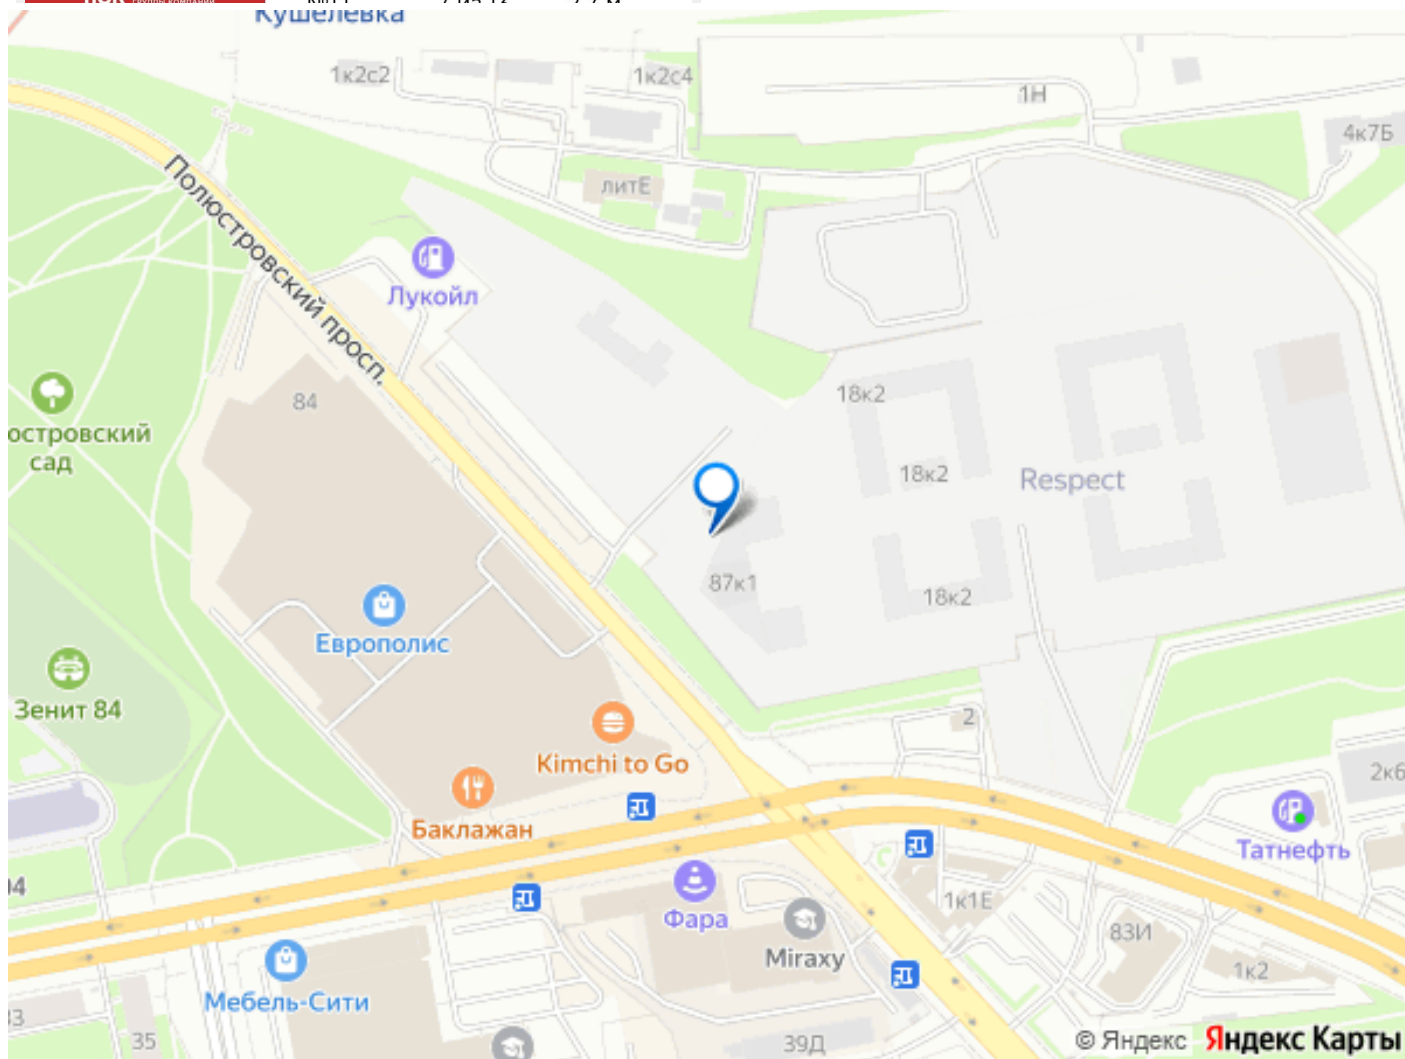 Кушелевка
1к2с2
1к2с4
1Н
4к7Б
литЕ
Полюстровский просп.
Лукойл
84
18к2
островский
сад
18к2
Respect
87к1
18к2
Европолис
Зенит 84
2
Kimchi to Go
2к6
Баклажан
Татнефть
04
1к1Е
Фара
83И
Miraxy
1к2
Мебель-Сити
33
35
39Д
© Яндекс Яндекс Карты